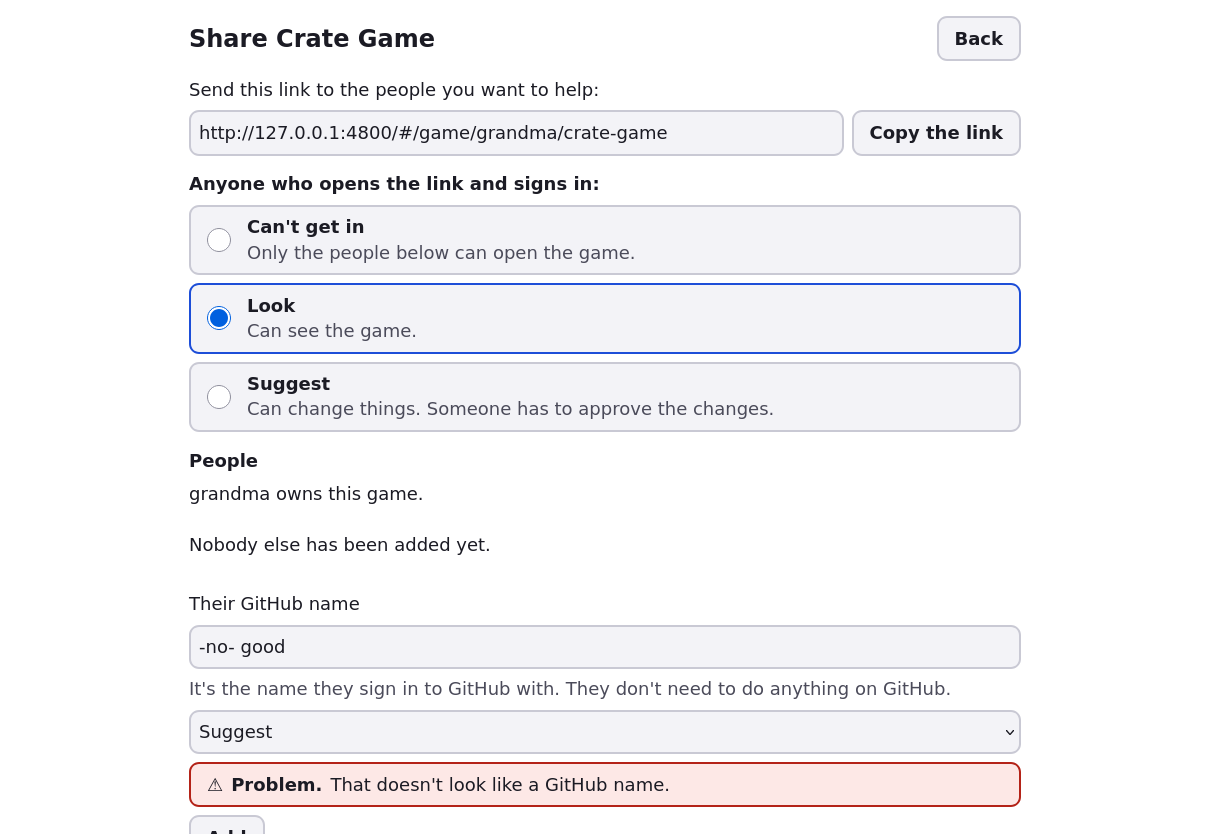 Share Crate Game
Back
Send this link to the people you want to help:
http://127.0.0.1:4800/#/game/grandma/crate-game
Copy the link
Anyone who opens the link and signs in:
Can't get in
Only the people below can open the game.
Look
Can see the game.
Suggest
Can change things. Someone has to approve the changes.
People
grandma owns this game.
Nobody else has been added yet.
Their GitHub name
-no- good
It's the name they sign in to GitHub with. They don't need to do anything on GitHub.
Suggest
⚠ Problem. That doesn't look like a GitHub name.
Add